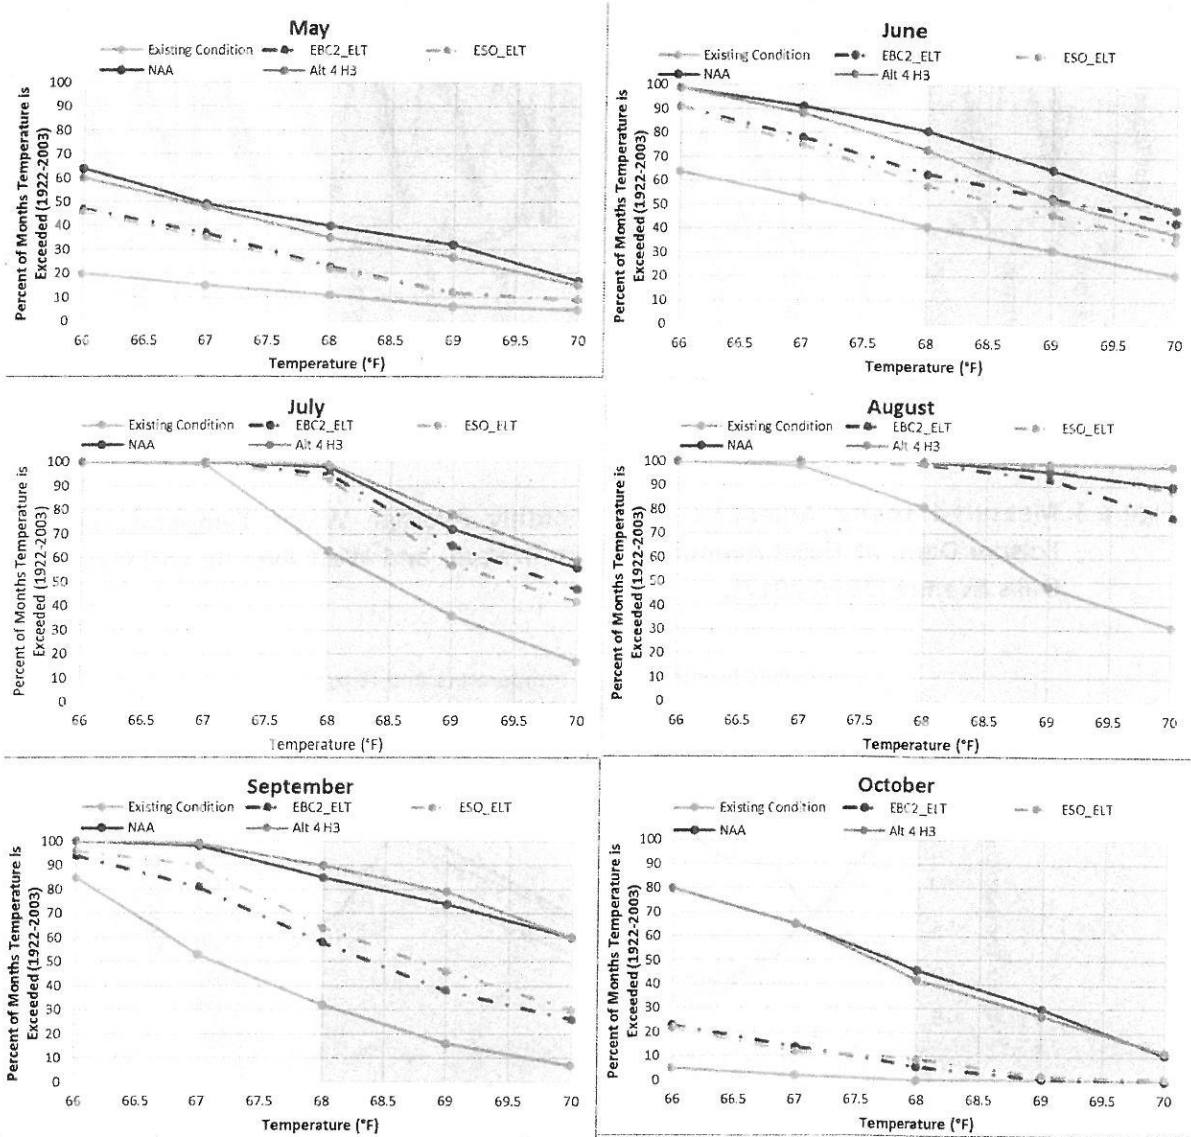 May
Existing Condition EBC2_ELT ESO_ELT
NAA Alt 4 H3
Percent of Months Temperature is
Exceeded (1922-2003)
100
90
80
70
60
50
40
30
20
10
0
66 66.5 67 67.5 68 68.5 69 69.5 70
Temperature (°F)
June
Existing Condition EBC2_ELT ESO_ELT
NAA Alt 4 H3
Percent of Months Temperature is
Exceeded (1922-2003)
100
90
80
70
60
50
40
30
20
10
0
66 66.5 67 67.5 68 68.5 69 69.5 70
Temperature (°F)
July
Existing Condition EBC2_ELT ESO_ELT
NAA Alt 4 H3
Percent of Months Temperature is
Exceeded (1922-2003)
100
90
80
70
60
50
40
30
20
10
0
66 66.5 67 67.5 68 68.5 69 69.5 70
Temperature (°F)
August
Existing Condition EBC2_ELT ESO_ELT
NAA Alt 4 H3
Percent of Months Temperature is
Exceeded (1922-2003)
100
90
80
70
60
50
40
30
20
10
0
66 66.5 67 67.5 68 68.5 69 69.5 70
Temperature (°F)
September
Existing Condition EBC2_ELT ESO_ELT
NAA Alt 4 H3
Percent of Months Temperature is
Exceeded (1922-2003)
100
90
80
70
60
50
40
30
20
10
0
66 66.5 67 67.5 68 68.5 69 69.5 70
Temperature (°F)
October
Existing Condition EBC2_ELT ESO_ELT
NAA Alt 4 H3
Percent of Months Temperature is
Exceeded (1922-2003)
100
90
80
70
60
50
40
30
20
10
0
66 66.5 67 67.5 68 68.5 69 69.5 70
Temperature (°F)